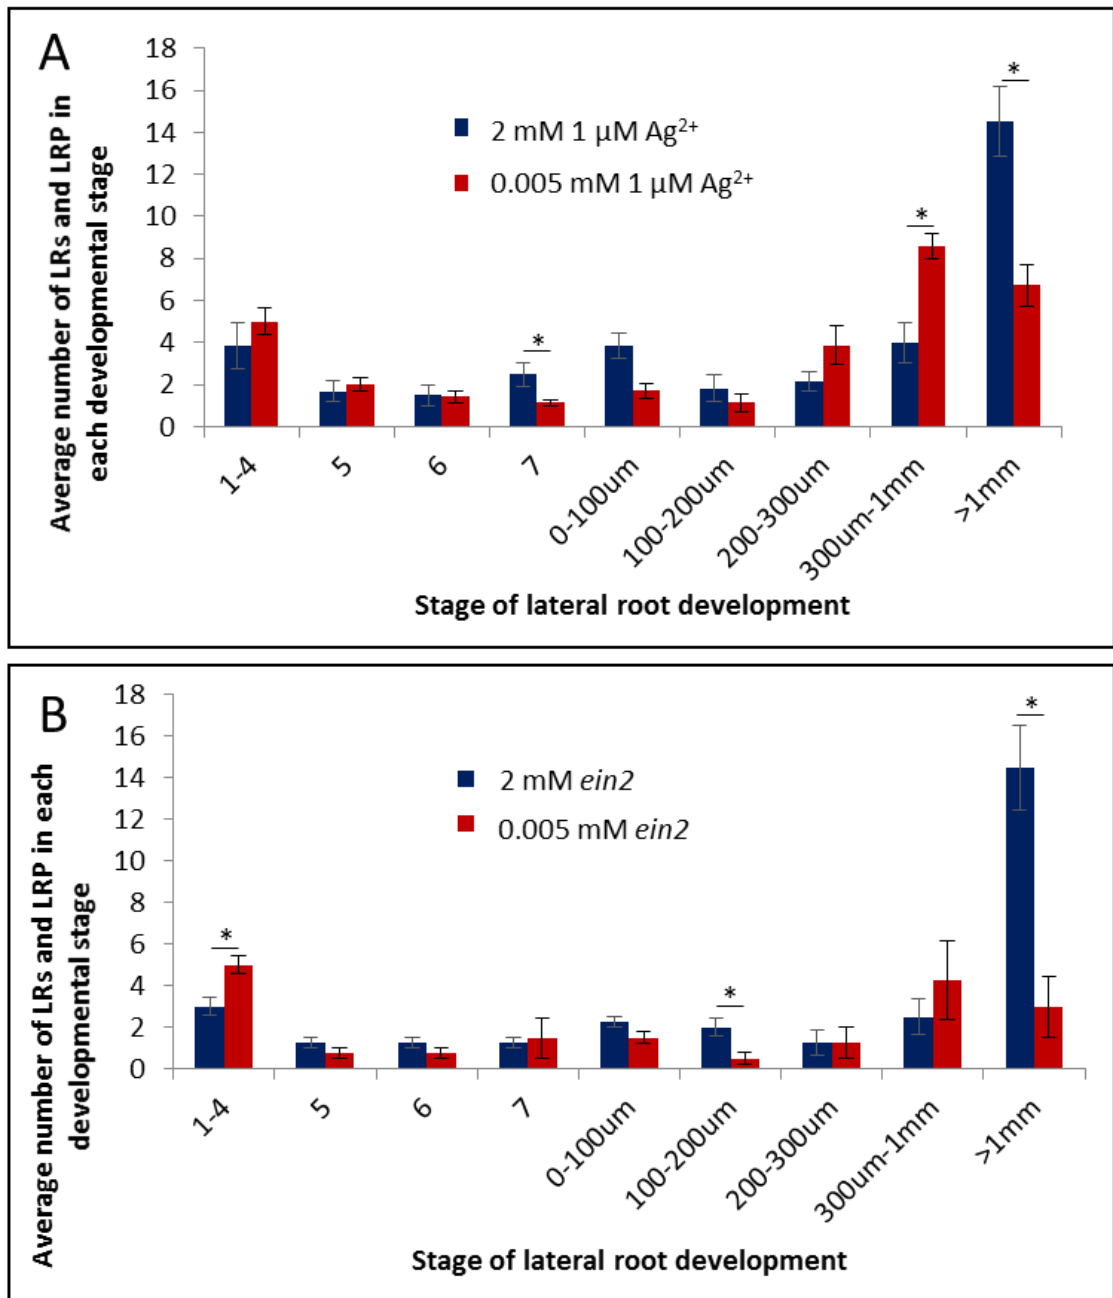 A
Average number of LRs and LRP in
each developmental stage
18
16
14
12
10
8
6
4
2
0
2 mM 1 µM Ag²⁺
0.005 mM 1 µM Ag²⁺
*
*
*
1-4
5
6
7
0-100um
100-200um
200-300um
300um-1mm
>1mm
Stage of lateral root development
B
Average number of LRs and LRP in each
developmental stage
18
16
14
12
10
8
6
4
2
0
2 mM ein2
0.005 mM ein2
*
*
*
1-4
5
6
7
0-100um
100-200um
200-300um
300um-1mm
>1mm
Stage of lateral root development